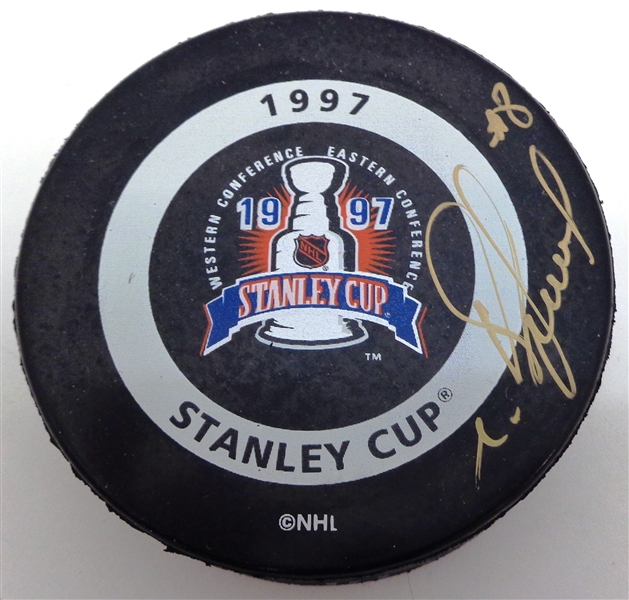 1997
WESTERN CONFERENCE EASTERN CONFERENCE
19 97
NHL
STANLEY CUP
TM
STANLEY CUP®
©NHL
#8